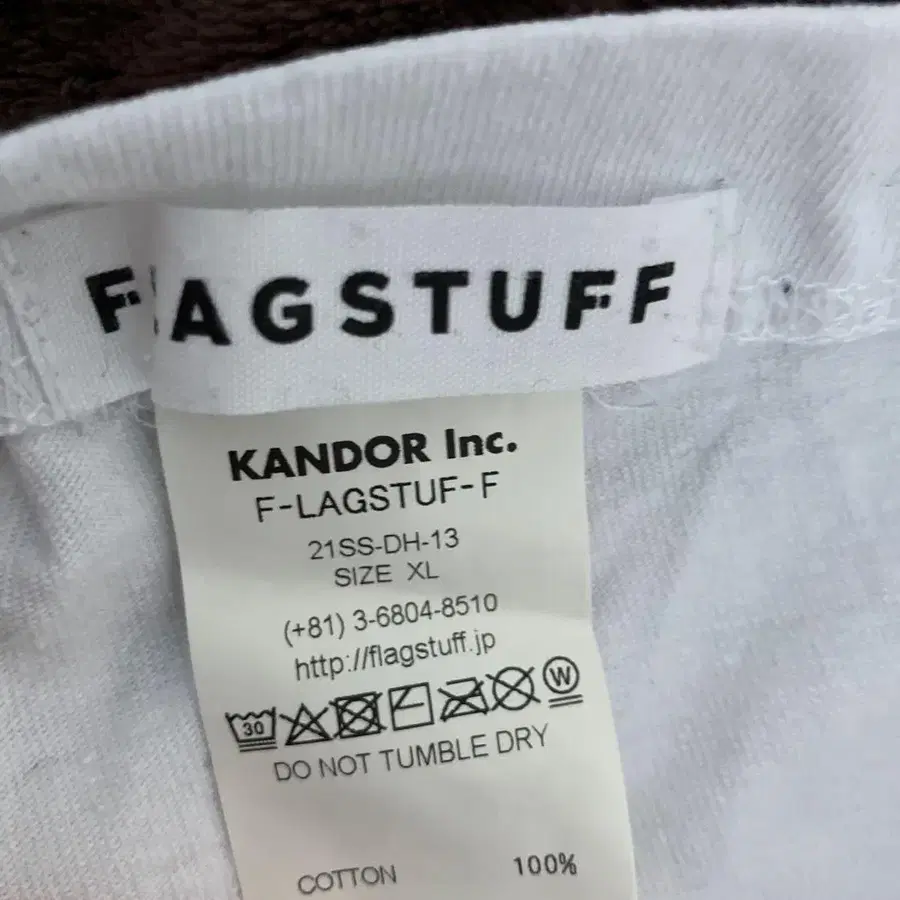 F-LAGSTUF-F
KANDOR Inc.
F-LAGSTUF-F
21SS-DH-13
SIZE XL
(+81) 3-6804-8510
http://flagstuff.jp
30 W
DO NOT TUMBLE DRY
COTTON 100%